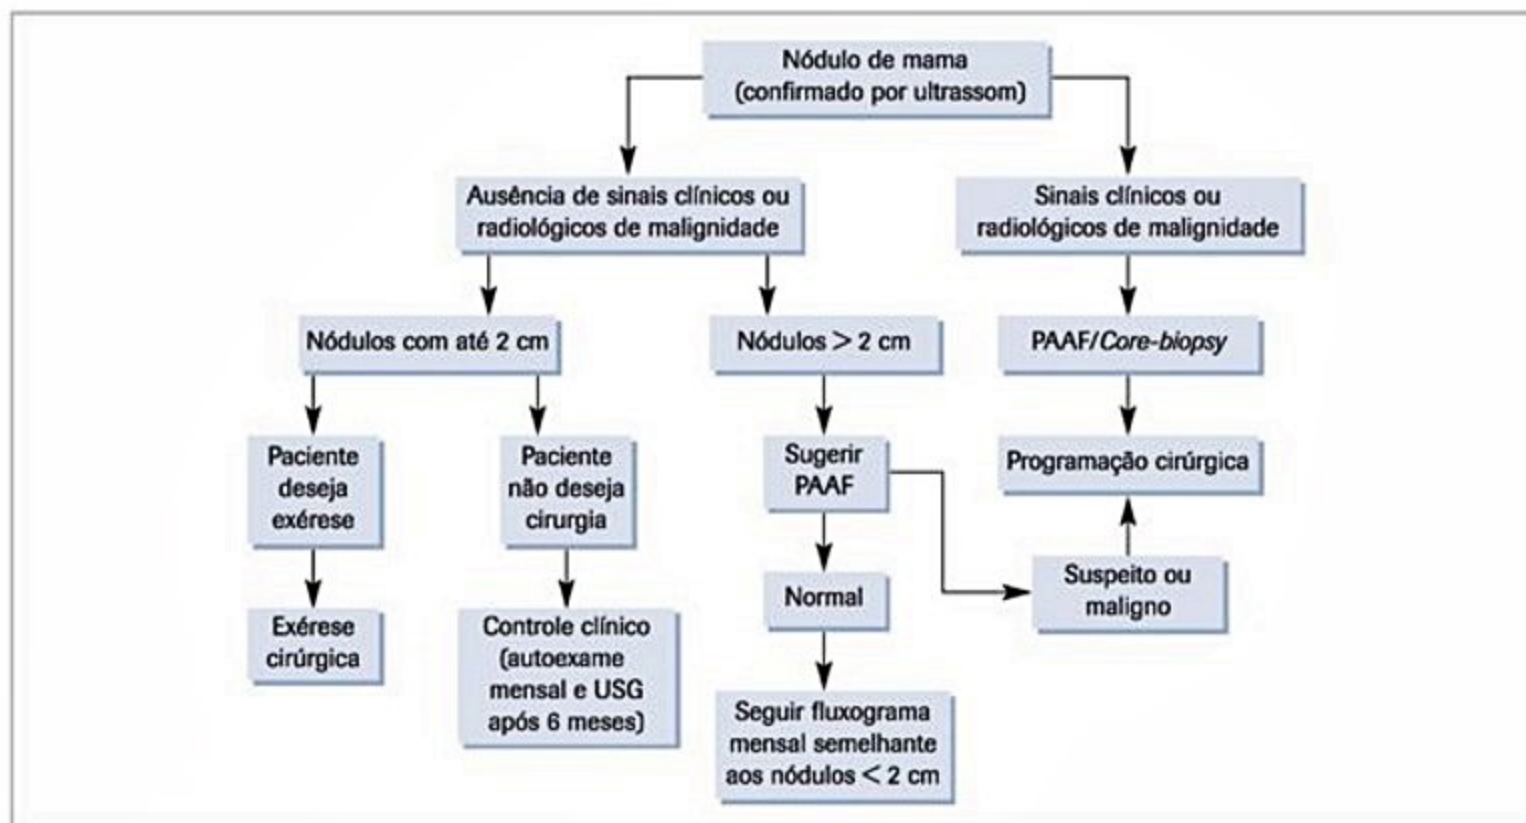 Nódulo de mama
(confirmado por ultrassom)
Ausência de sinais clínicos ou
radiológicos de malignidade
Sinais clínicos ou
radiológicos de malignidade
Nódulos com até 2 cm
Nódulos > 2 cm
PAAF/Core-biopsy
Paciente
deseja
exérese
Paciente
não deseja
cirurgia
Sugerir
PAAF
Programação cirúrgica
Exérese
cirúrgica
Controle clínico
(autoexame
mensal e USG
após 6 meses)
Normal
Suspeito ou
maligno
Seguir fluxograma
mensal semelhante
aos nódulos < 2 cm